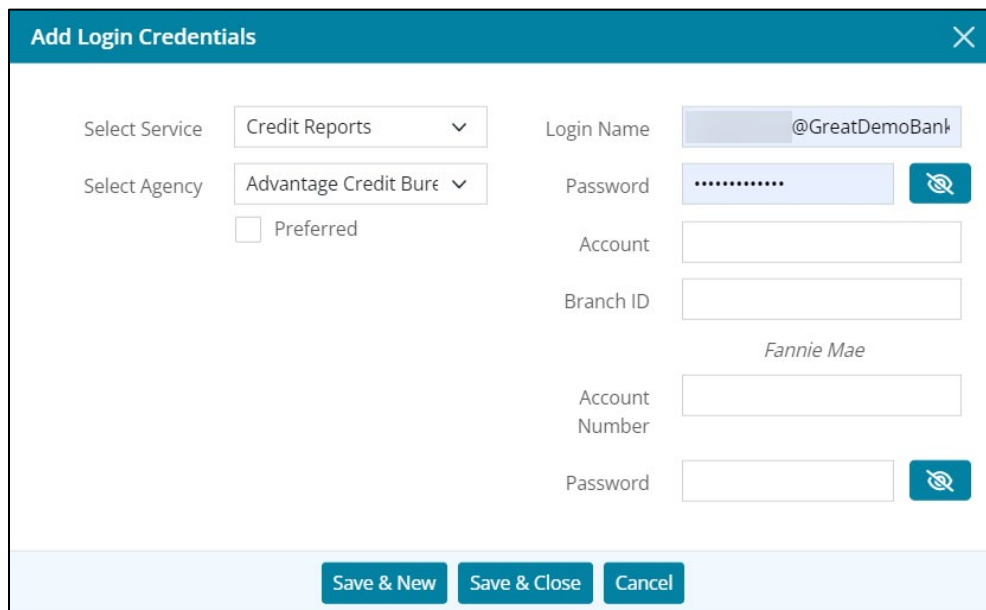 Add Login Credentials
Select Service
Credit Reports
Select Agency
Advantage Credit Bure
Preferred
Login Name
@GreatDemoBank
Password
•••••••••••••
Account
Branch ID
Fannie Mae
Account
Number
Password
Save & New
Save & Close
Cancel